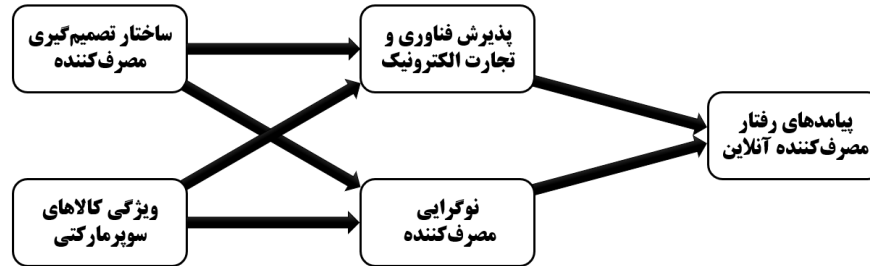 ساختار تصمیم‌گیری
مصرف‌کننده
پذیرش فناوری و
تجارت الکترونیک
پیامدهای رفتار
مصرف‌کننده آنلاین
ویژگی کالاهای
سوپرمارکتی
نوگرایی
مصرف‌کننده